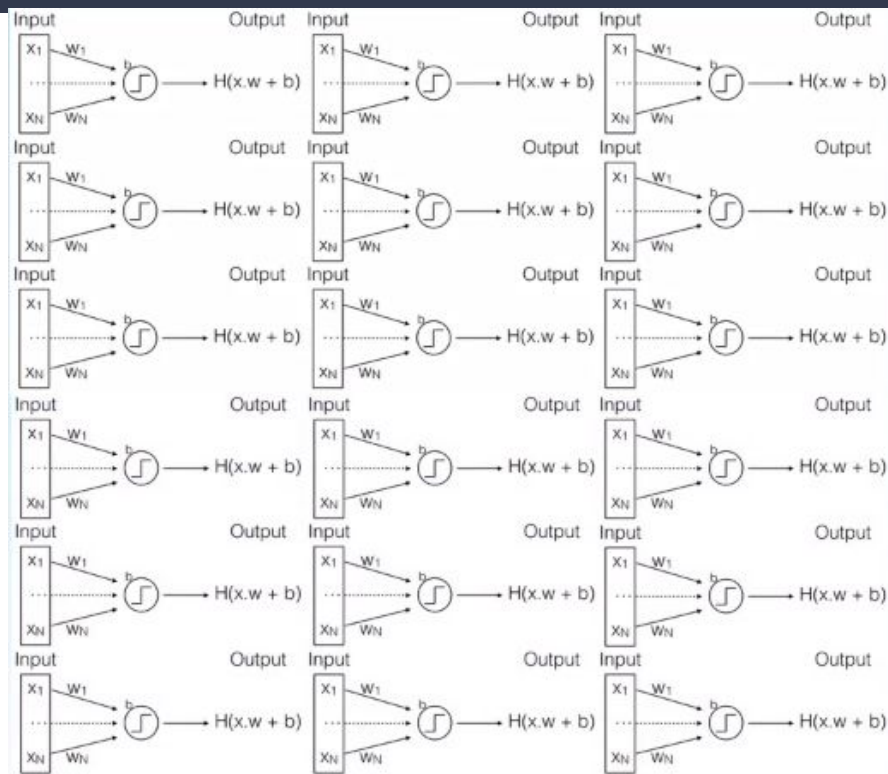 Input Output Input Output Input Output
X1 W1 b X1 W1 b X1 W1 b
... H(x.w + b) ... H(x.w + b) ... H(x.w + b)
XN WN XN WN XN WN
Input Output Input Output Input Output
X1 W1 b X1 W1 b X1 W1 b
... H(x.w + b) ... H(x.w + b) ... H(x.w + b)
XN WN XN WN XN WN
Input Output Input Output Input Output
X1 W1 b X1 W1 b X1 W1 b
... H(x.w + b) ... H(x.w + b) ... H(x.w + b)
XN WN XN WN XN WN
Input Output Input Output Input Output
X1 W1 b X1 W1 b X1 W1 b
... H(x.w + b) ... H(x.w + b) ... H(x.w + b)
XN WN XN WN XN WN
Input Output Input Output Input Output
X1 W1 b X1 W1 b X1 W1 b
... H(x.w + b) ... H(x.w + b) ... H(x.w + b)
XN WN XN WN XN WN
Input Output Input Output Input Output
X1 W1 b X1 W1 b X1 W1 b
... H(x.w + b) ... H(x.w + b) ... H(x.w + b)
XN WN XN WN XN WN